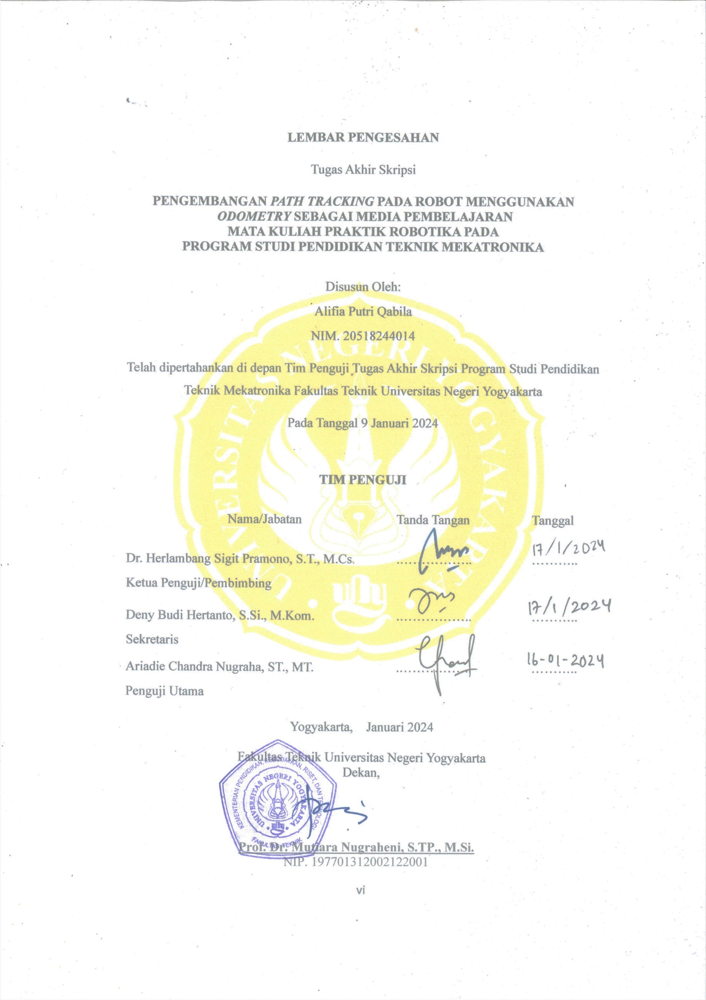 LEMBAR PENGESAHAN
Tugas Akhir Skripsi
PENGEMBANGAN PATH TRACKING PADA ROBOT MENGGUNAKAN
ODOMETRY SEBAGAI MEDIA PEMBELAJARAN
MATA KULIAH PRAKTIK ROBOTIKA PADA
PROGRAM STUDI PENDIDIKAN TEKNIK MEKATRONIKA
Disusun Oleh:
Alifia Putri Qabila
NIM. 20518244014
Telah dipertahankan di depan Tim Penguji Tugas Akhir Skripsi Program Studi Pendidikan
Teknik Mekatronika Fakultas Teknik Universitas Negeri Yogyakarta
Pada Tanggal 9 Januari 2024
TIM PENGUJI
Nama/Jabatan Tanda Tangan Tanggal
Dr. Herlambang Sigit Pramono, S.T., M.Cs. .................... 17/1/2024
............
Ketua Penguji/Pembimbing
Deny Budi Hertanto, S.Si., M.Kom. .................... 17/1/2024
............
Sekretaris
Ariadie Chandra Nugraha, ST., MT. .................... 16-01-2024
............
Penguji Utama
Yogyakarta, Januari 2024
Fakultas Teknik Universitas Negeri Yogyakarta
Dekan,
Prof. Dr. Mutiara Nugraheni, S.TP., M.Si.
NIP. 197701312002122001
vi
UNIVERSITAS NEGERI YOGYAKARTA
uny
KEMENTERIAN PENDIDIKAN, KEBUDAYAAN, RISET, DAN TEKNOLOGI
UNIVERSITAS NEGERI YOGYAKARTA
uny
FAKULTAS TEKNIK